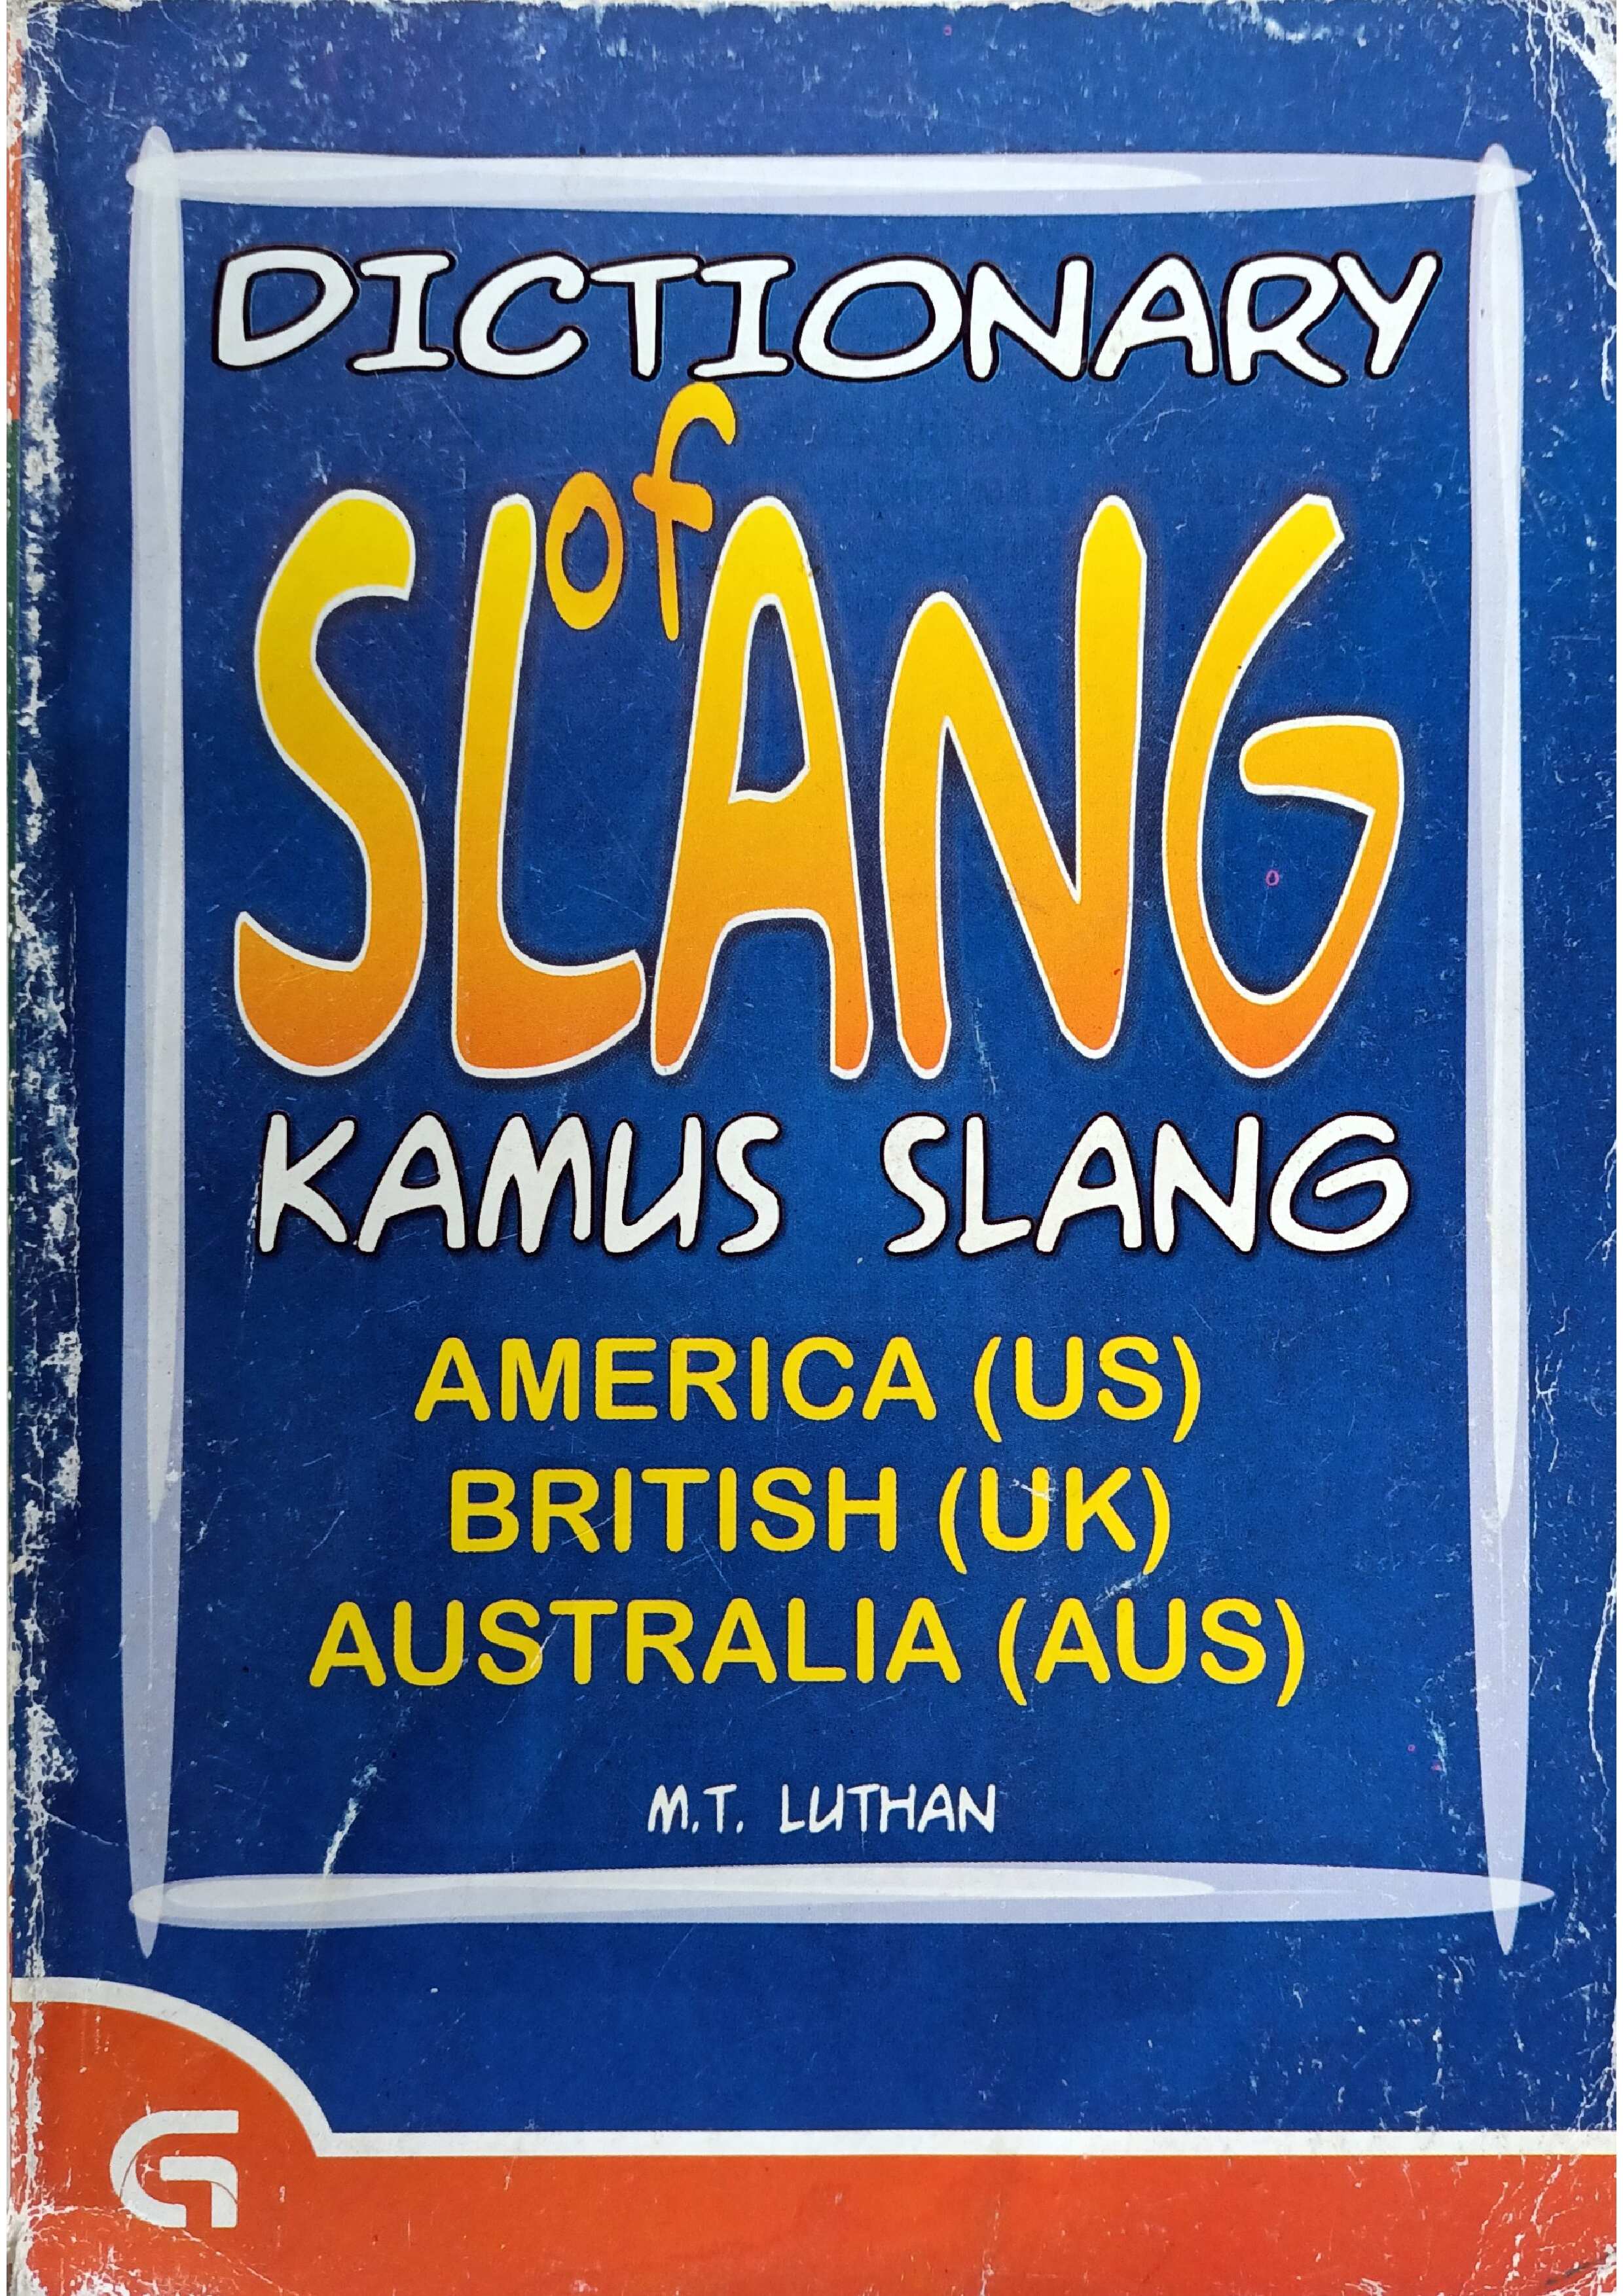 DICTIONARY
of
SLANG
KAMUS SLANG
AMERICA (US)
BRITISH (UK)
AUSTRALIA (AUS)
M.T. LUTHAN